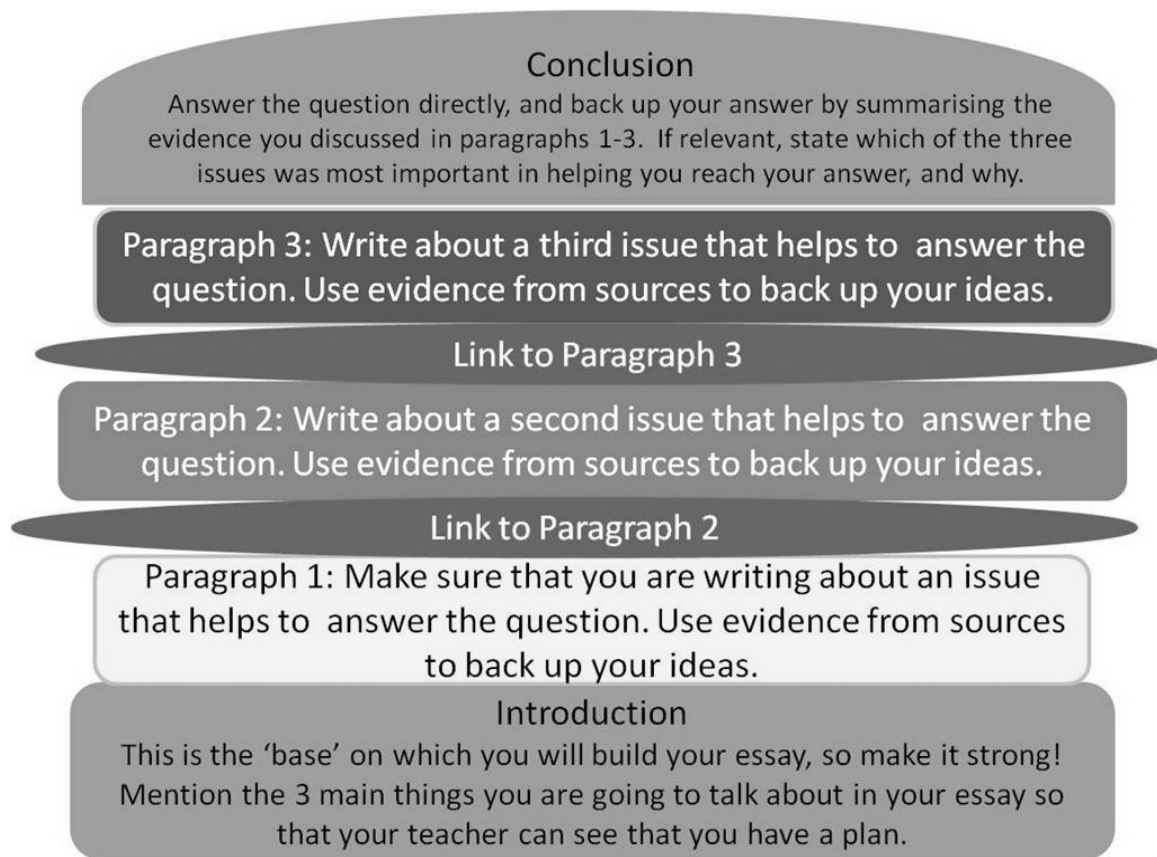 Conclusion
Answer the question directly, and back up your answer by summarising the
evidence you discussed in paragraphs 1-3. If relevant, state which of the three
issues was most important in helping you reach your answer, and why.
Paragraph 3: Write about a third issue that helps to answer the
question. Use evidence from sources to back up your ideas.
Link to Paragraph 3
Paragraph 2: Write about a second issue that helps to answer the
question. Use evidence from sources to back up your ideas.
Link to Paragraph 2
Paragraph 1: Make sure that you are writing about an issue
that helps to answer the question. Use evidence from sources
to back up your ideas.
Introduction
This is the ‘base’ on which you will build your essay, so make it strong!
Mention the 3 main things you are going to talk about in your essay so
that your teacher can see that you have a plan.